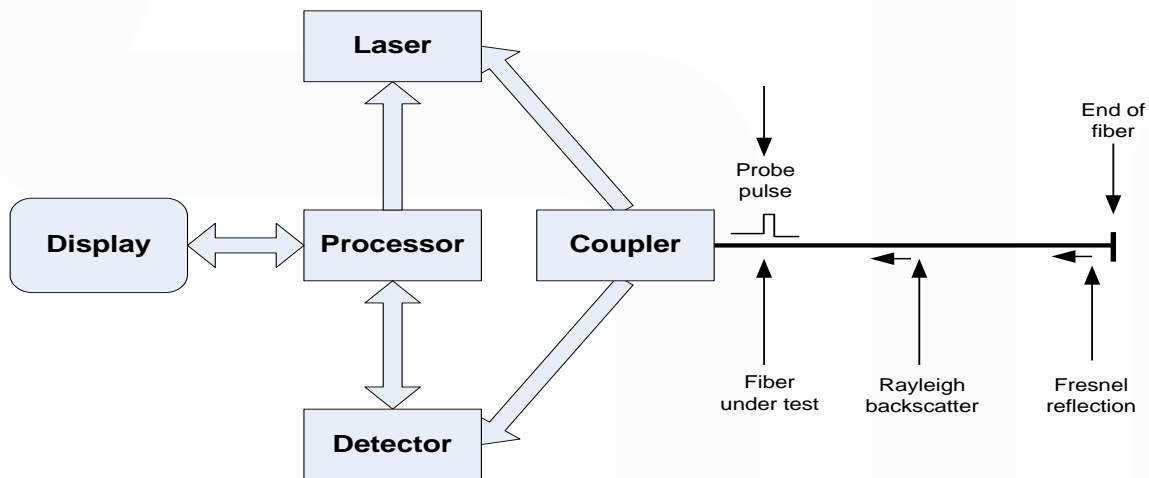 Laser
End of
fiber
Probe
pulse
Display
Processor
Coupler
Fiber
under test
Rayleigh
backscatter
Fresnel
reflection
Detector